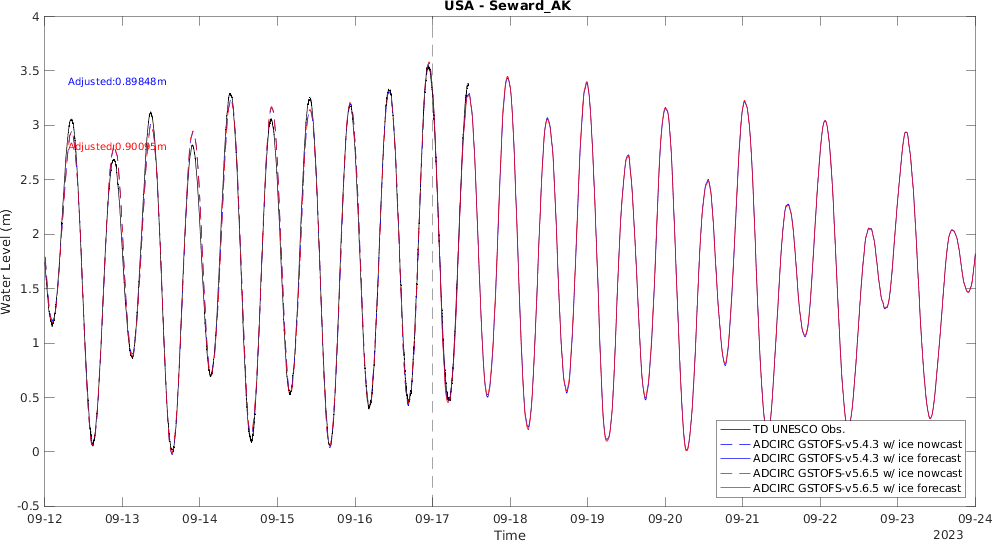 USA - Seward_AK
4
3.5
3
2.5
2
1.5
1
0.5
0
-0.5
Water Level (m)
Adjusted:0.89848m
Adjusted:0.90095m
TD UNESCO Obs.
ADCIRC GSTOFS-v5.4.3 w/ ice nowcast
ADCIRC GSTOFS-v5.4.3 w/ ice forecast
ADCIRC GSTOFS-v5.6.5 w/ ice nowcast
ADCIRC GSTOFS-v5.6.5 w/ ice forecast
09-12 09-13 09-14 09-15 09-16 09-17 09-18 09-19 09-20 09-21 09-22 09-23 09-24
Time
2023